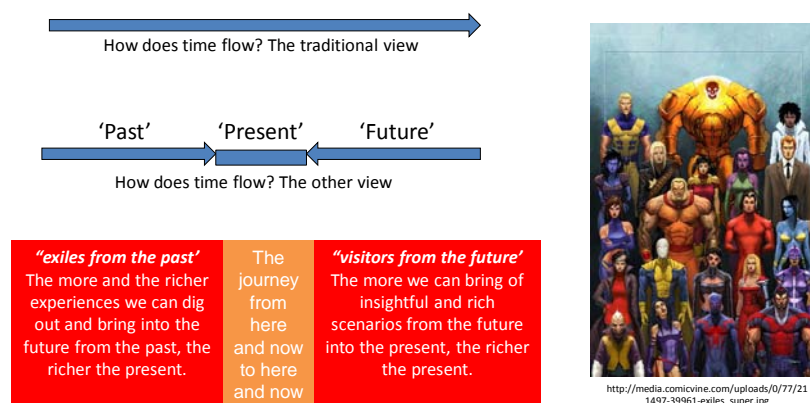 How does time flow? The traditional view
‘Past’ ‘Present’ ‘Future’
How does time flow? The other view
“exiles from the past’
The more and the richer
experiences we can dig
out and bring into the
future from the past, the
richer the present.
The
journey
from
here
and now
to here
and now
“visitors from the future’
The more we can bring of
insightful and rich
scenarios from the future
into the present, the richer
the present.
http://media.comicvine.com/uploads/0/77/21
1497-39961-exiles_super.jpg